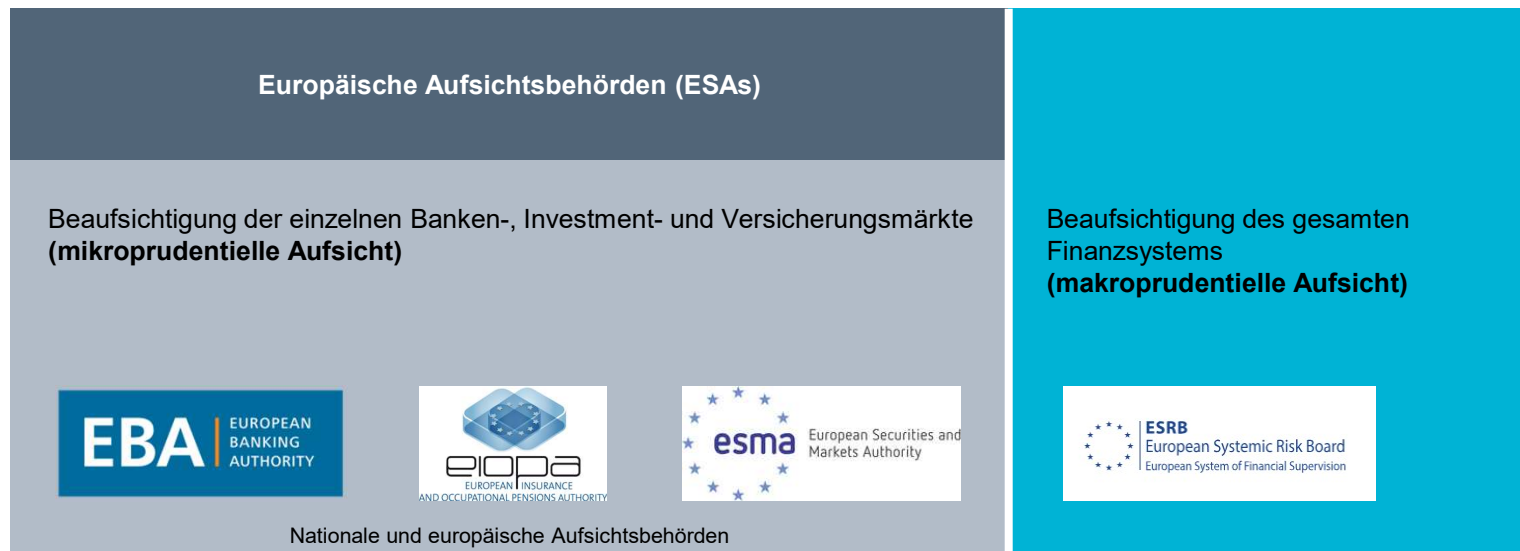 Europäische Aufsichtsbehörden (ESAs)
Beaufsichtigung der einzelnen Banken-, Investment- und Versicherungsmärkte
(mikroprudentielle Aufsicht)
Beaufsichtigung des gesamten
Finanzsystems
(makroprudentielle Aufsicht)
EBA
EUROPEAN
BANKING
AUTHORITY
eiopa
EUROPEAN INSURANCE
AND OCCUPATIONAL PENSIONS AUTHORITY
esma
European Securities and
Markets Authority
ESRB
European Systemic Risk Board
European System of Financial Supervision
Nationale und europäische Aufsichtsbehörden